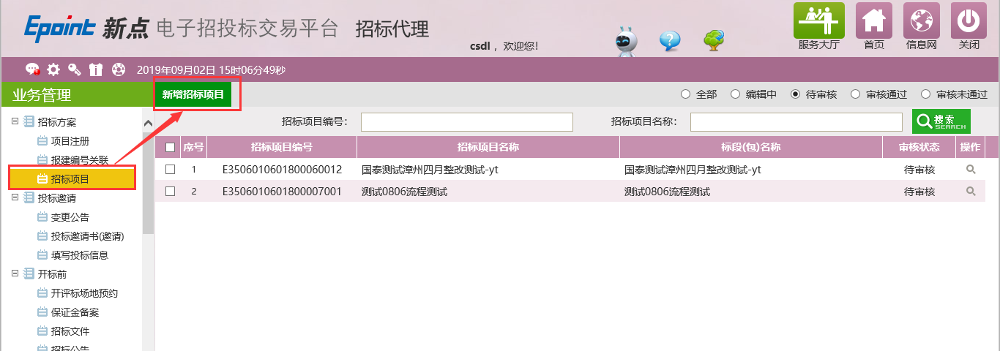 Epoint 新点 电子招投标交易平台 招标代理
csdl ，欢迎您!
服务大厅 首页 信息网 关闭
2019年09月02日 15时06分49秒
业务管理
新增招标项目
全部 编辑中 待审核 审核通过 审核未通过
招标项目编号： 招标项目名称： 搜索 SEARCH
招标方案
项目注册
报建编号关联
招标项目
投标邀请
变更公告
投标邀请书(邀请)
填写投标信息
开标前
开评标场地预约
保证金备案
招标文件
招标公告
序号 招标项目编号 招标项目名称 标段(包)名称 审核状态 操作
1 E3506010601800060012 国泰测试漳州四月整改测试-yt 国泰测试漳州四月整改测试-yt 待审核
2 E3506010601800007001 测试0806流程测试 测试0806流程测试 待审核